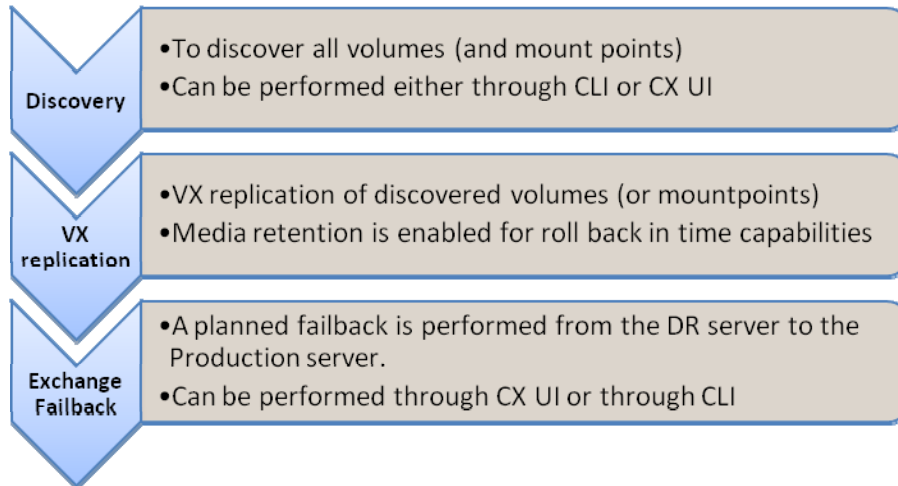 Discovery
•To discover all volumes (and mount points)
•Can be performed either through CLI or CX UI
VX
replication
•VX replication of discovered volumes (or mountpoints)
•Media retention is enabled for roll back in time capabilities
Exchange
Failback
•A planned failback is performed from the DR server to the
Production server.
•Can be performed through CX UI or through CLI